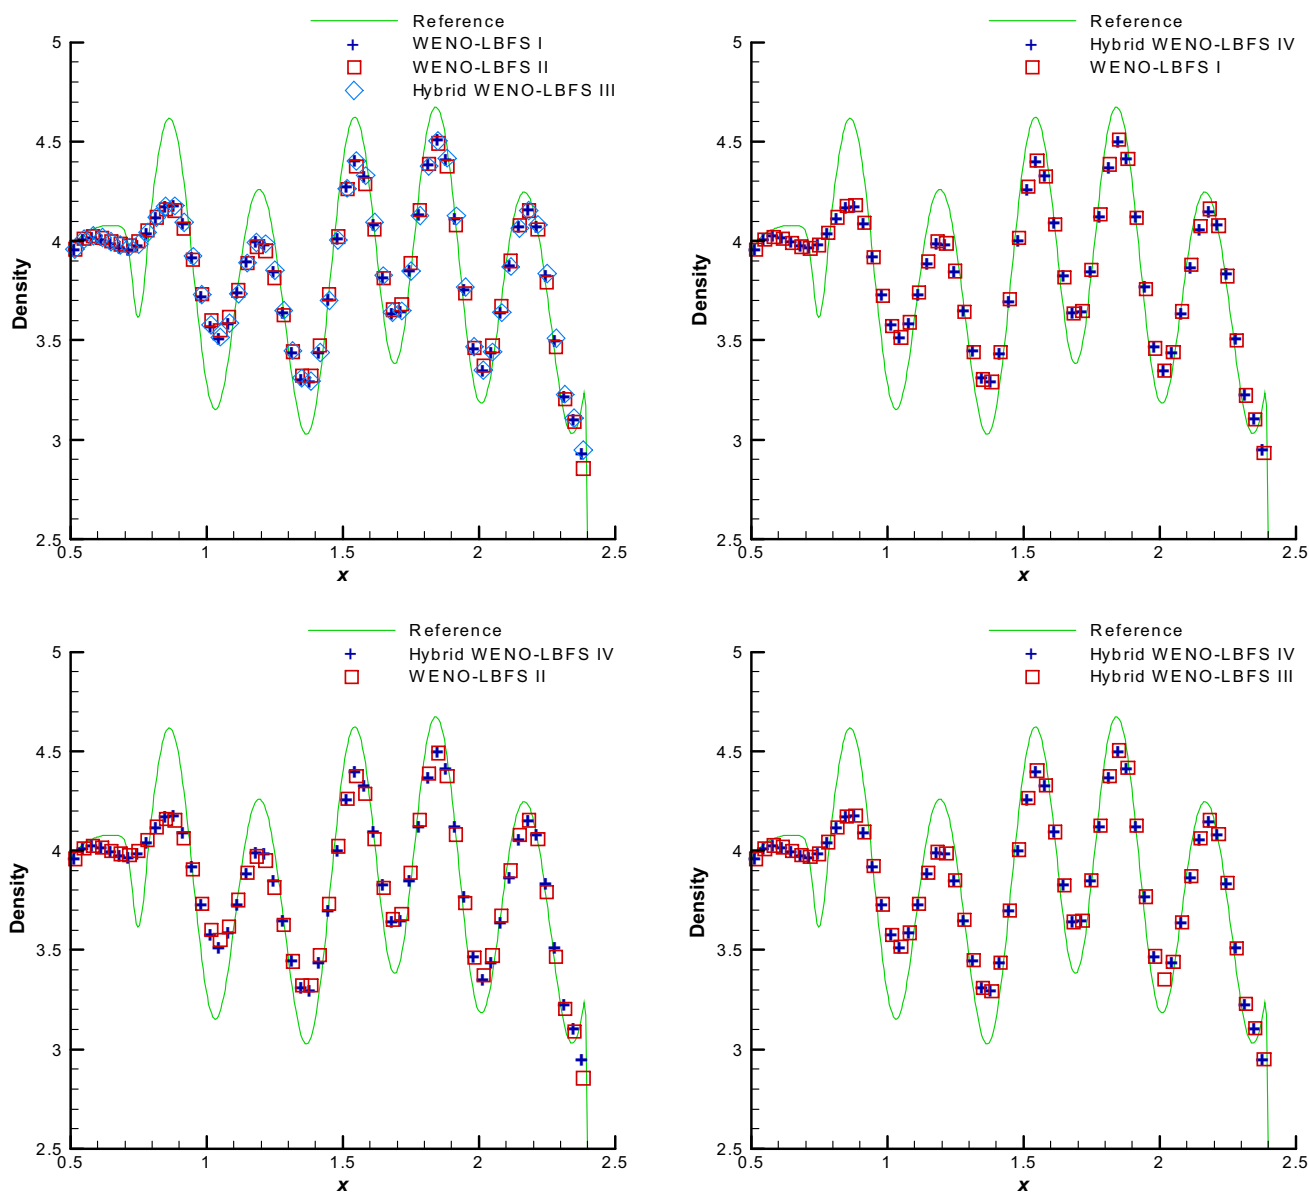 Reference
WENO-LBFS I
WENO-LBFS II
Hybrid WENO-LBFS III
5
4.5
4
3.5
3
2.5
Density
0.5 1 1.5 2 2.5
x
Reference
Hybrid WENO-LBFS IV
WENO-LBFS I
5
4.5
4
3.5
3
2.5
Density
0.5 1 1.5 2 2.5
x
Reference
Hybrid WENO-LBFS IV
WENO-LBFS II
5
4.5
4
3.5
3
2.5
Density
0.5 1 1.5 2 2.5
x
Reference
Hybrid WENO-LBFS IV
Hybrid WENO-LBFS III
5
4.5
4
3.5
3
2.5
Density
0.5 1 1.5 2 2.5
x